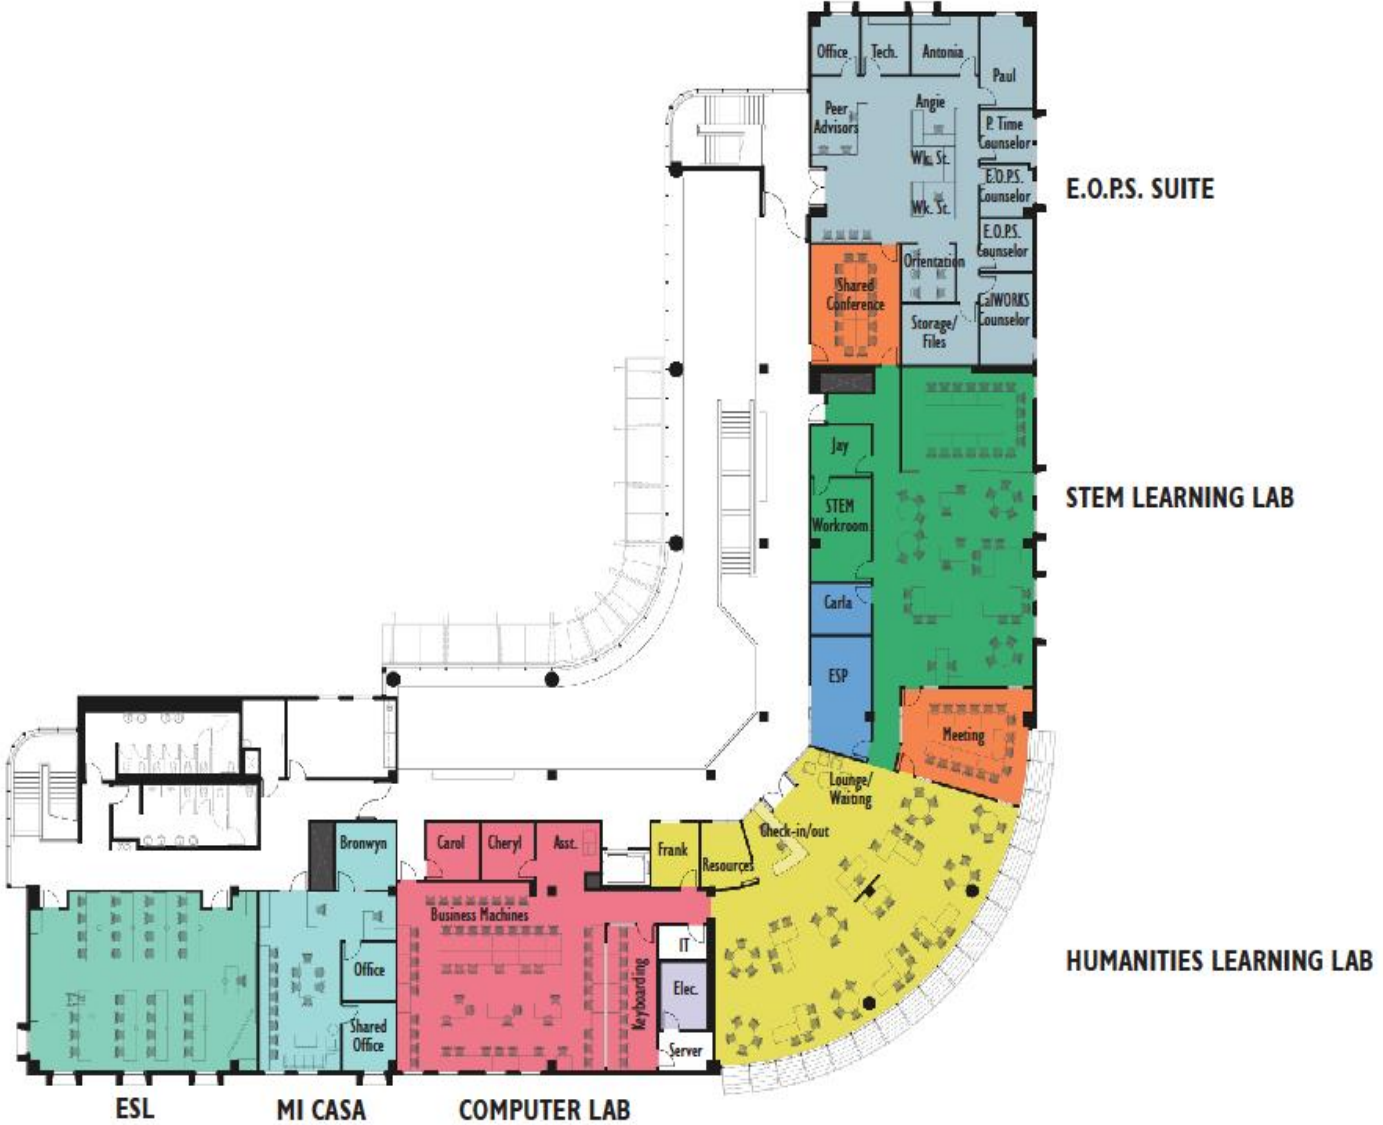 Office
Tech.
Antonia
Paul
Peer
Advisors
Angie
P. Time
Counselor
Wk. St.
E.O.P.S.
Counselor
Wk. St.
E.O.P.S.
Counselor
Orientation
Shared
Conference
CalWORKS
Counselor
Storage/
Files
E.O.P.S. SUITE
Jay
STEM
Workroom
STEM LEARNING LAB
Carla
ESP
Meeting
Lounge/
Waiting
Check-in/out
Bronwyn
Carol
Cheryl
Asst.
Frank
Resources
Business Machines
IT
Office
Keyboarding
Elec.
Shared
Office
Server
HUMANITIES LEARNING LAB
ESL
MI CASA
COMPUTER LAB